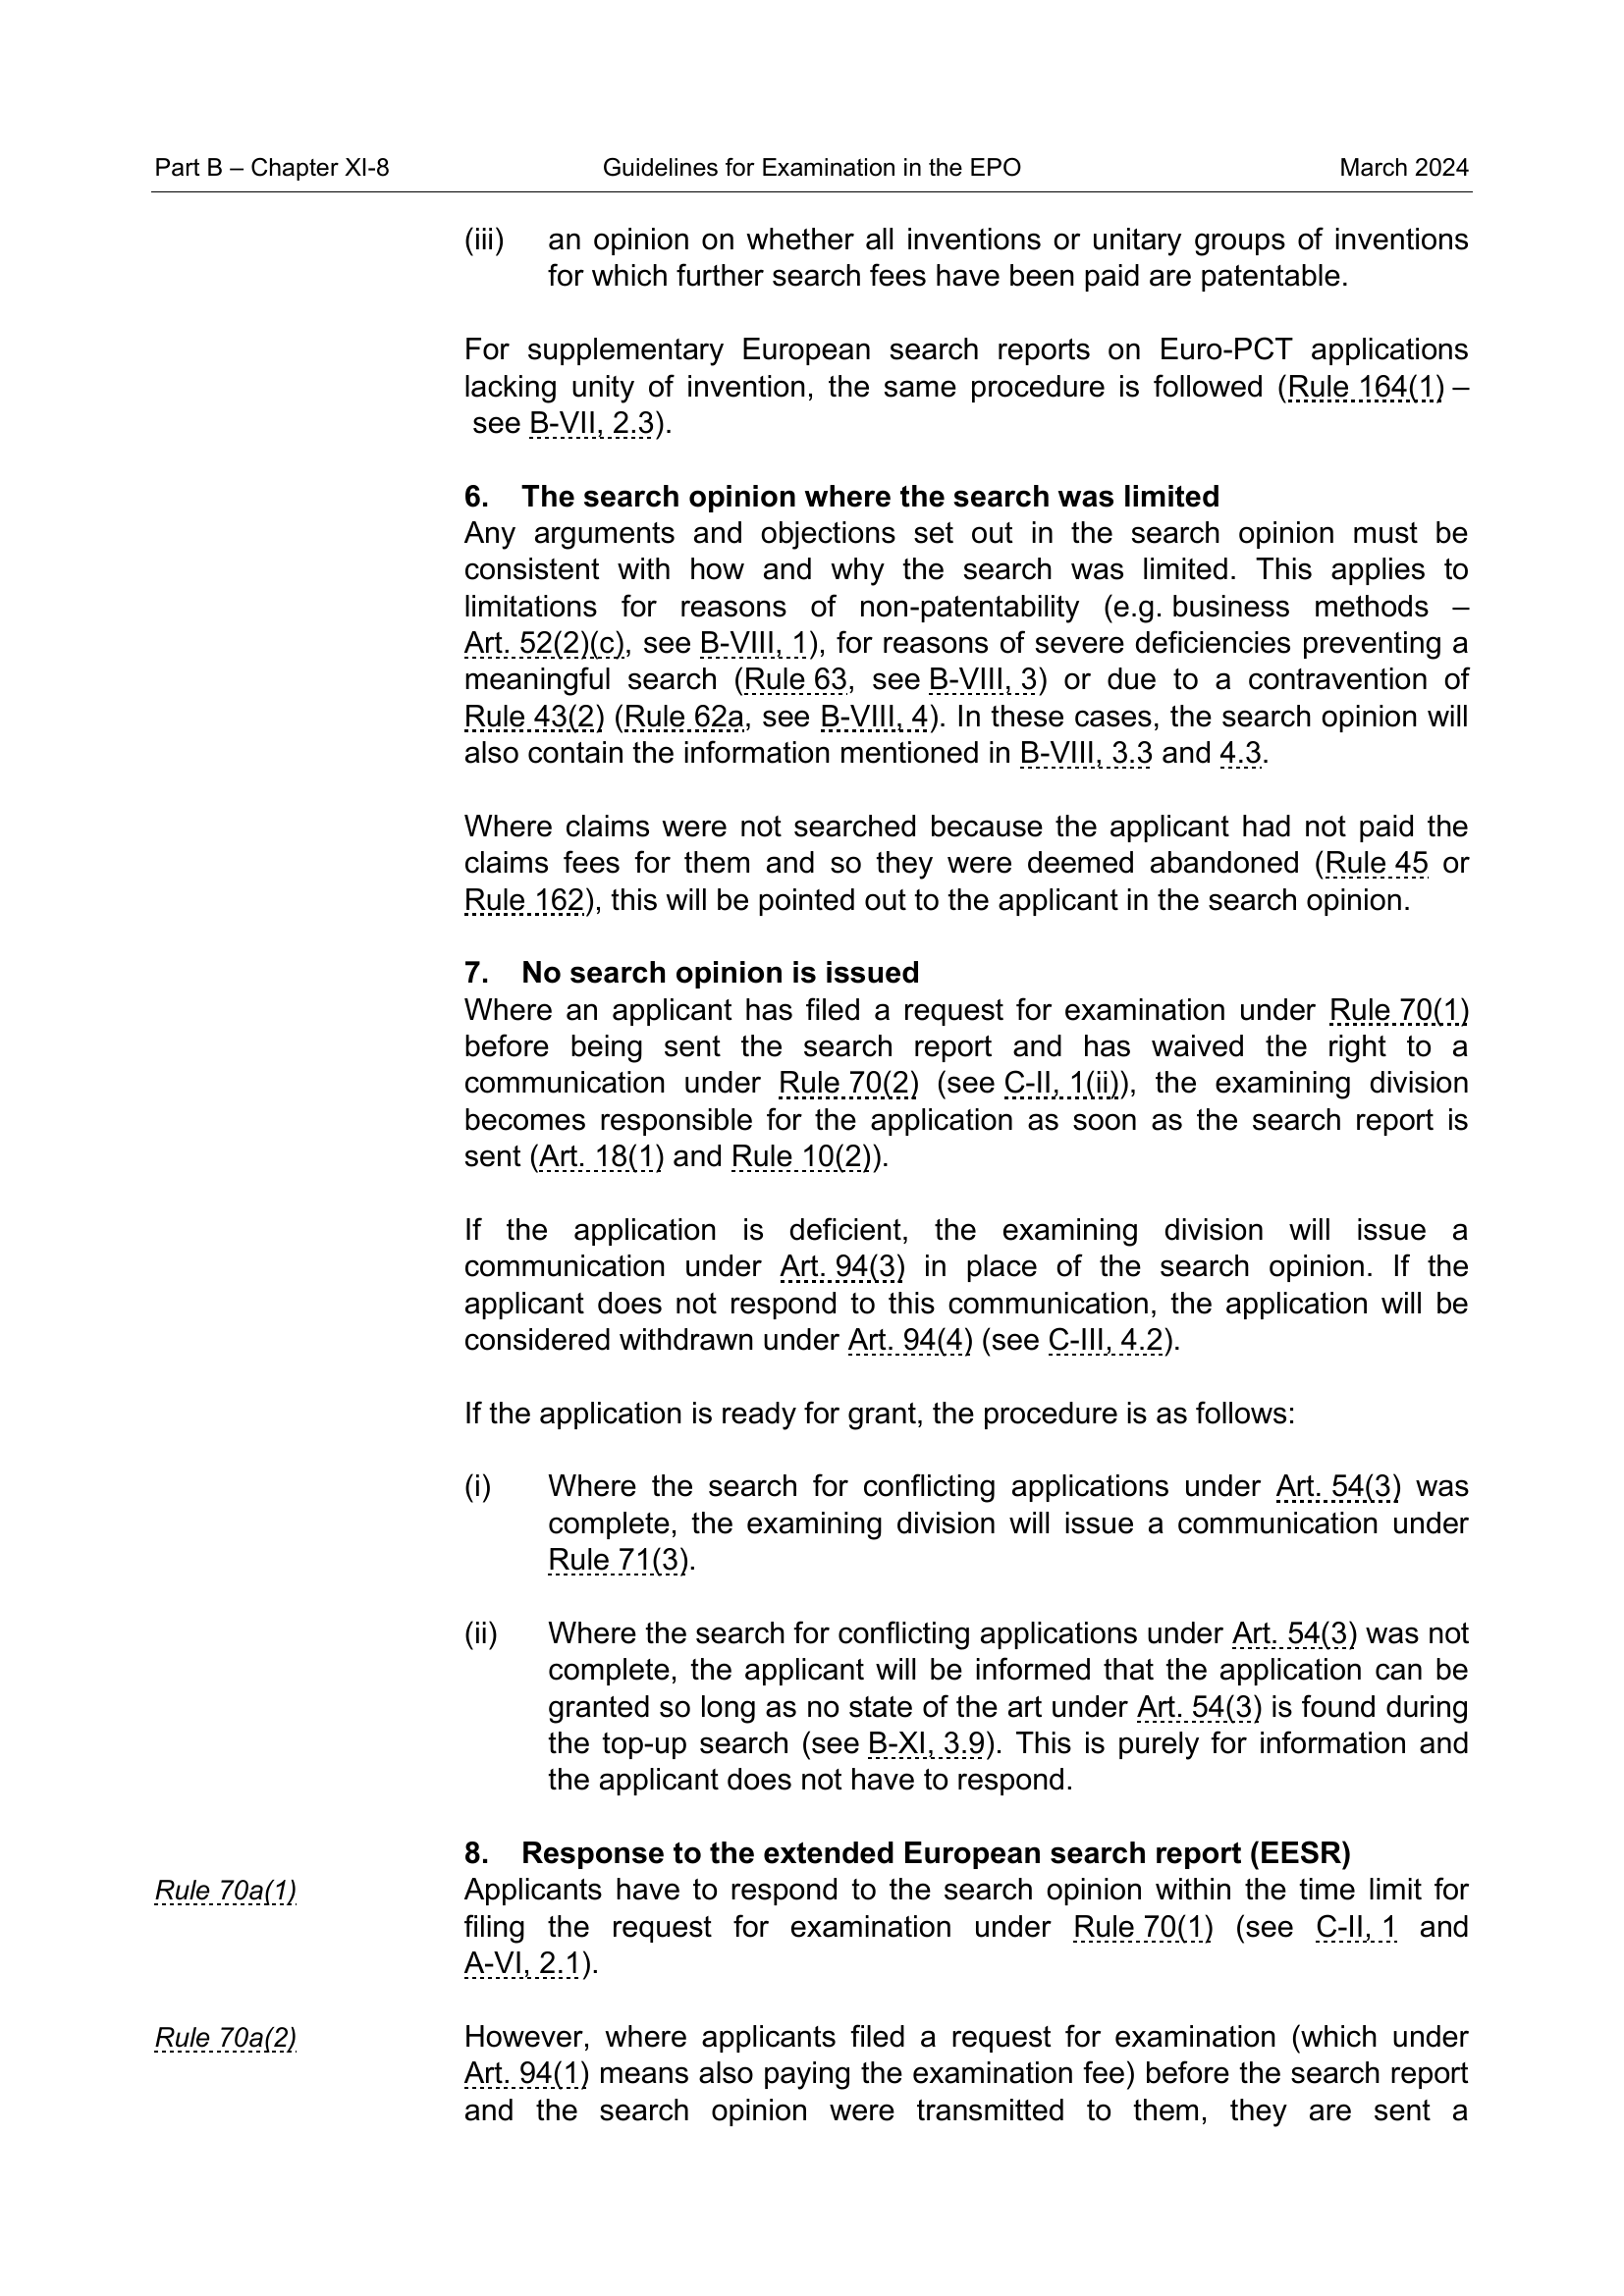 Part B – Chapter XI-8 Guidelines for Examination in the EPO March 2024
(iii) an opinion on whether all inventions or unitary groups of inventions
for which further search fees have been paid are patentable.
For supplementary European search reports on Euro-PCT applications
lacking unity of invention, the same procedure is followed (Rule 164(1) –
see B-VII, 2.3).
6. The search opinion where the search was limited
Any arguments and objections set out in the search opinion must be
consistent with how and why the search was limited. This applies to
limitations for reasons of non-patentability (e.g. business methods –
Art. 52(2)(c), see B-VIII, 1), for reasons of severe deficiencies preventing a
meaningful search (Rule 63, see B-VIII, 3) or due to a contravention of
Rule 43(2) (Rule 62a, see B-VIII, 4). In these cases, the search opinion will
also contain the information mentioned in B-VIII, 3.3 and 4.3.
Where claims were not searched because the applicant had not paid the
claims fees for them and so they were deemed abandoned (Rule 45 or
Rule 162), this will be pointed out to the applicant in the search opinion.
7. No search opinion is issued
Where an applicant has filed a request for examination under Rule 70(1)
before being sent the search report and has waived the right to a
communication under Rule 70(2) (see C-II, 1(ii)), the examining division
becomes responsible for the application as soon as the search report is
sent (Art. 18(1) and Rule 10(2)).
If the application is deficient, the examining division will issue a
communication under Art. 94(3) in place of the search opinion. If the
applicant does not respond to this communication, the application will be
considered withdrawn under Art. 94(4) (see C-III, 4.2).
If the application is ready for grant, the procedure is as follows:
(i) Where the search for conflicting applications under Art. 54(3) was
complete, the examining division will issue a communication under
Rule 71(3).
(ii) Where the search for conflicting applications under Art. 54(3) was not
complete, the applicant will be informed that the application can be
granted so long as no state of the art under Art. 54(3) is found during
the top-up search (see B-XI, 3.9). This is purely for information and
the applicant does not have to respond.
8. Response to the extended European search report (EESR)
Rule 70a(1) Applicants have to respond to the search opinion within the time limit for
filing the request for examination under Rule 70(1) (see C-II, 1 and
A-VI, 2.1).
Rule 70a(2) However, where applicants filed a request for examination (which under
Art. 94(1) means also paying the examination fee) before the search report
and the search opinion were transmitted to them, they are sent a